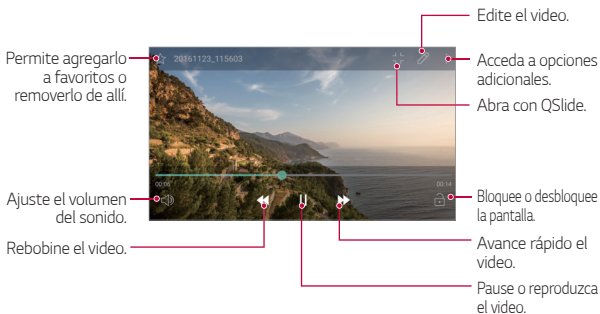 Edite el video.
Permite agregarlo
a favoritos o
removerlo de allí.
20161123_115603
Acceda a opciones
adicionales.
Abra con QSlide.
00:06
00:14
Ajuste el volumen
del sonido.
Bloquee o desbloquee
la pantalla.
Rebobine el video.
Avance rápido el
video.
Pause o reproduzca
el video.